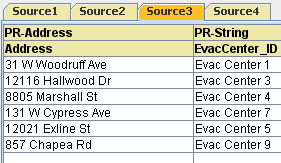 Source1 Source2 Source3 Source4
PR-Address PR-String
Address EvacCenter_ID
31 W Woodruff Ave Evac Center 1
12116 Hallwood Dr Evac Center 3
8805 Marshall St Evac Center 4
131 W Cypress Ave Evac Center 7
12021 Exline St Evac Center 5
857 Chapea Rd Evac Center 9